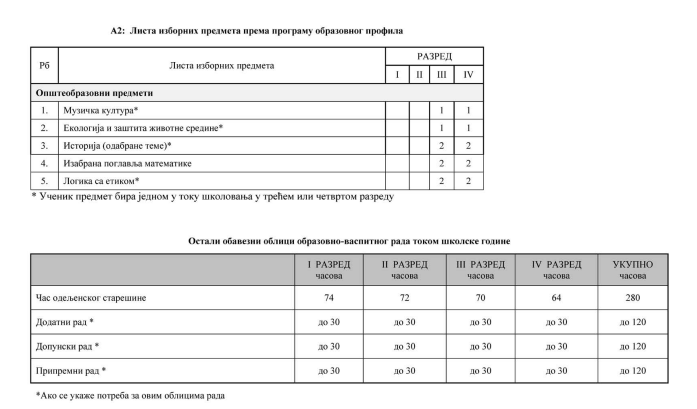 А2: Листа изборних предмета према програму образовног профила
Рб Листа изборних предмета РАЗРЕД
I II III IV
Општеобразовни предмети
1. Музичка култура* 1 1
2. Екологија и заштита животне средине* 1 1
3. Историја (одабране теме)* 2 2
4. Изабрана поглавља математике 2 2
5. Логика са етиком* 2 2
* Ученик предмет бира једном у току школовања у трећем или четвртом разреду
Остали обавезни облици образовно-васпитног рада током школске године
I РАЗРЕД II РАЗРЕД III РАЗРЕД IV РАЗРЕД УКУПНО
часова часова часова часова часова
Час одељенског старешине 74 72 70 64 280
Додатни рад * до 30 до 30 до 30 до 30 до 120
Допунски рад * до 30 до 30 до 30 до 30 до 120
Припремни рад * до 30 до 30 до 30 до 30 до 120
*Ако се укаже потреба за овим облицима рада